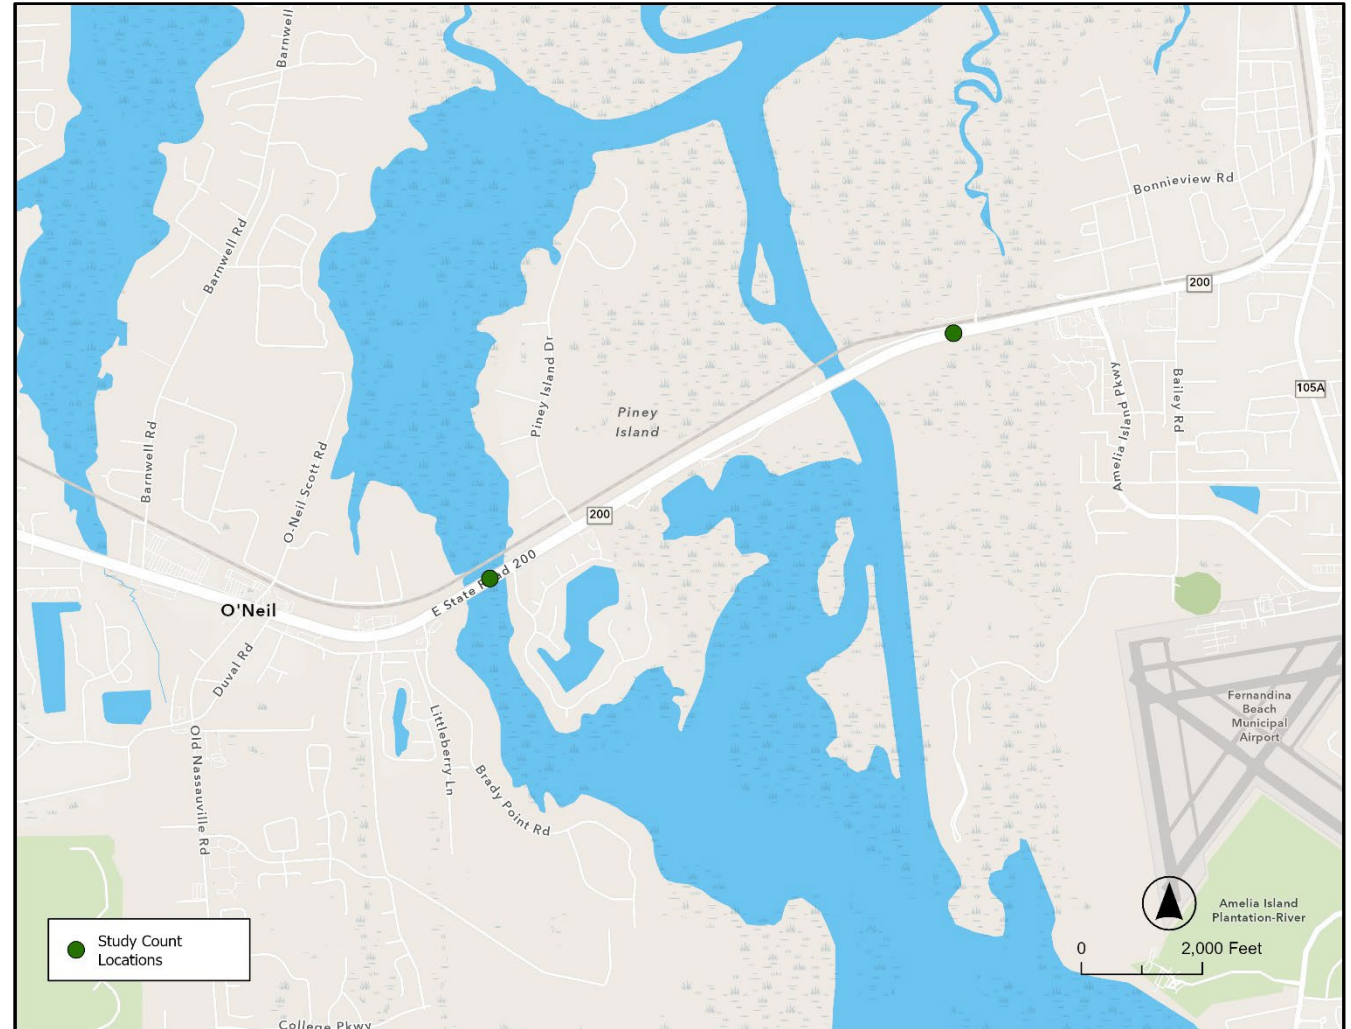 Barnwell
Bonnieview Rd
Barnwell Rd
200
Piney Island Dr
Amelia Island Pkwy
Bailey Rd
105A
Piney
Island
Barnwell Rd
O-Neil Scott Rd
200
E State Road 200
O'Neil
Duval Rd
Fernandina
Beach
Municipal
Airport
Old Nassauville Rd
Littleberry Ln
Brady Point Rd
Amelia Island
Plantation-River
Study Count
Locations
0 2,000 Feet
College Pkwy